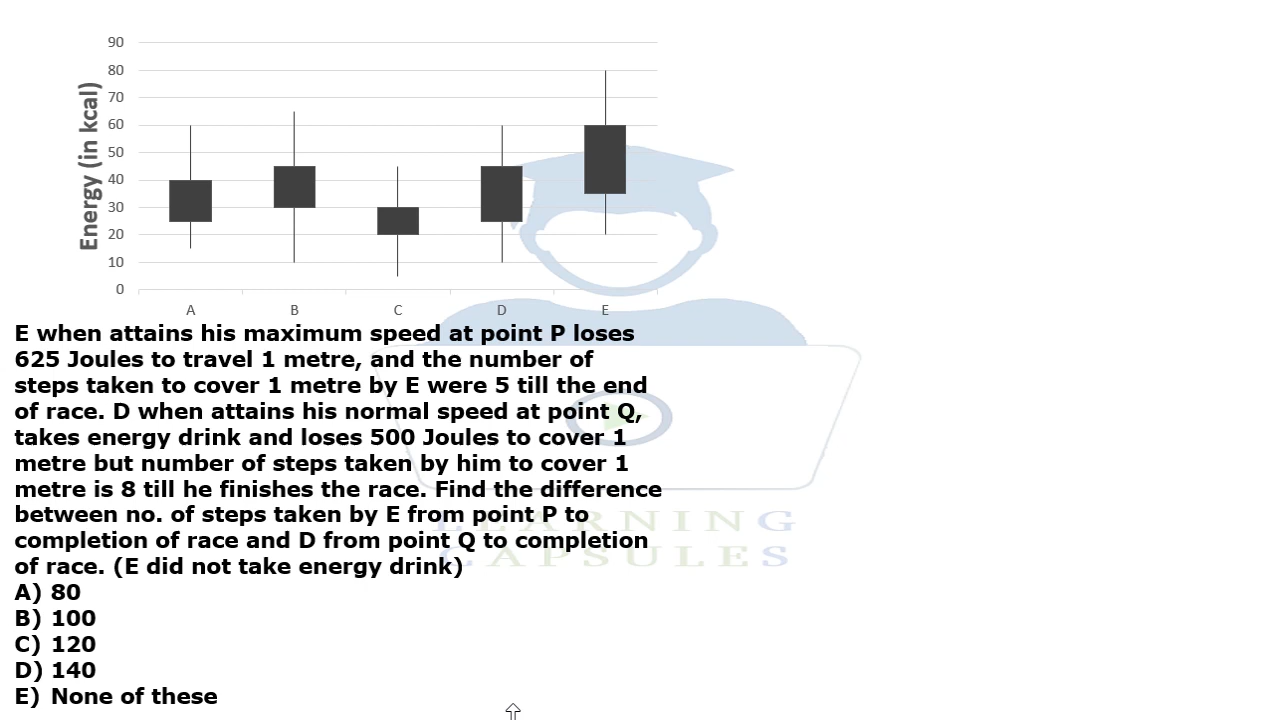 90
80
70
60
50
40
30
20
10
0
Energy (in kcal)
A B C D E
E when attains his maximum speed at point P loses
625 Joules to travel 1 metre, and the number of
steps taken to cover 1 metre by E were 5 till the end
of race. D when attains his normal speed at point Q,
takes energy drink and loses 500 Joules to cover 1
metre but number of steps taken by him to cover 1
metre is 8 till he finishes the race. Find the difference
between no. of steps taken by E from point P to
completion of race and D from point Q to completion
of race. (E did not take energy drink)
A) 80
B) 100
C) 120
D) 140
E) None of these
LEARNING
CAPSULES